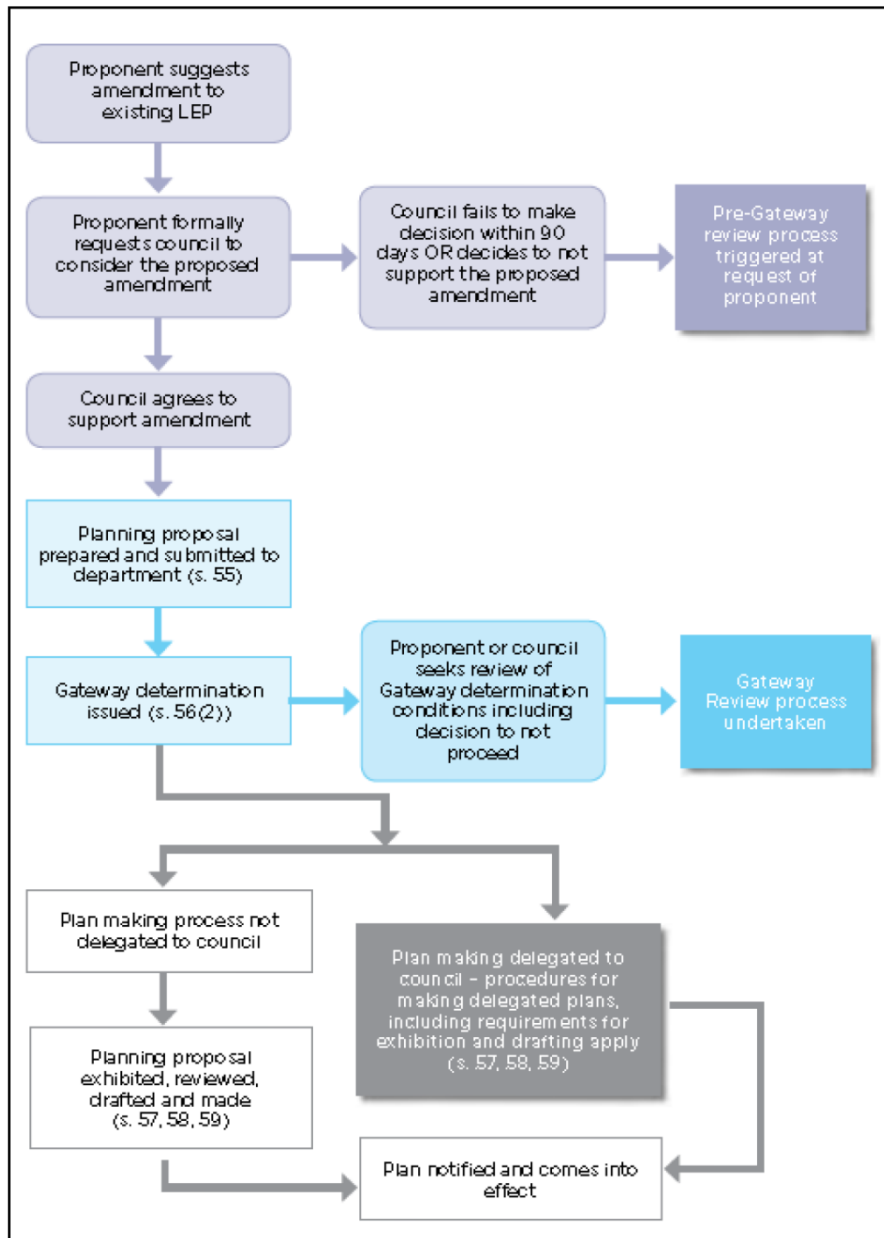 Proponent suggests
amendment to
existing LEP
Proponent formally
requests council to
consider the proposed
amendment
Council fails to make
decision within 90
days OR decides to not
support the proposed
amendment
Pre-Gateway
review process
triggered at
request of
proponent
Council agrees to
support amendment
Planning proposal
prepared and submitted to
department (s. 55)
Gateway determination
issued (s. 56(2))
Proponent or council
seeks review of
Gateway determination
conditions including
decision to not
proceed
Gateway
Review process
undertaken
Plan making process not
delegated to council
Plan making delegated to
council – procedures for
making delegated plans,
including requirements for
exhibition and drafting apply
(s. 57, 58, 59)
Planning proposal
exhibited, reviewed,
drafted and made
(s. 57, 58, 59)
Plan notified and comes into
effect